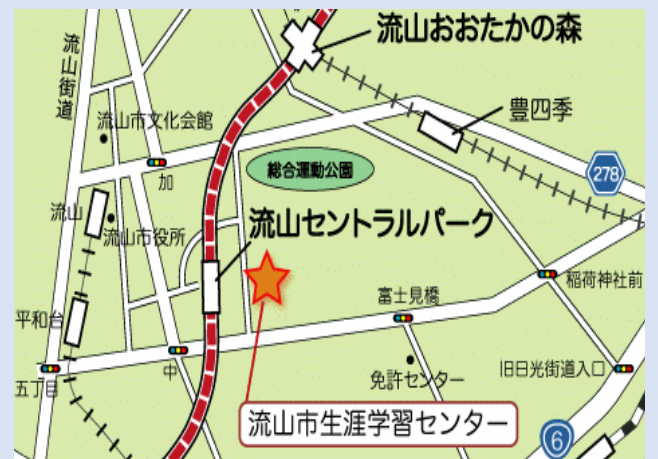 流山おおたかの森
流山街道
豊四季
流山市文化会館
総合運動公園
278
加
流山
流山市役所
流山セントラルパーク
稲荷神社前
富士見橋
平和台
中
免許センター
旧日光街道入口
五丁目
流山市生涯学習センター
6